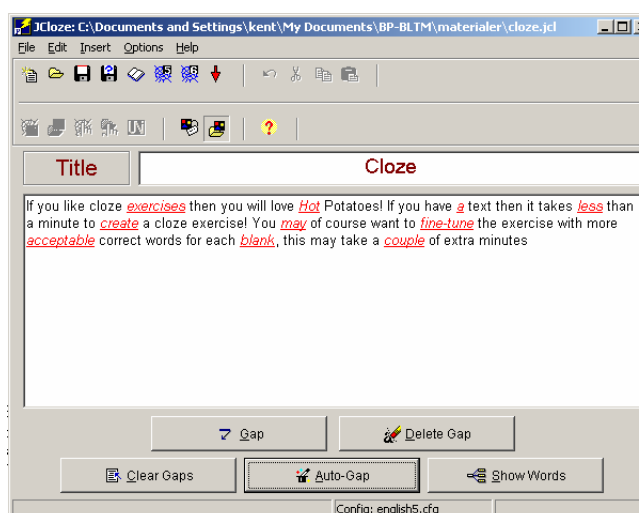 JCloze: C:\Documents and Settings\kent\My Documents\BP-BLTM\materialer\cloze.jcl
File Edit Insert Options Help
Title Cloze
If you like cloze exercises then you will love Hot Potatoes! If you have a text then it takes less than
a minute to create a cloze exercise! You may of course want to fine-tune the exercise with more
acceptable correct words for each blank, this may take a couple of extra minutes
Gap Delete Gap
Clear Gaps Auto-Gap Show Words
Config: english5.cfg